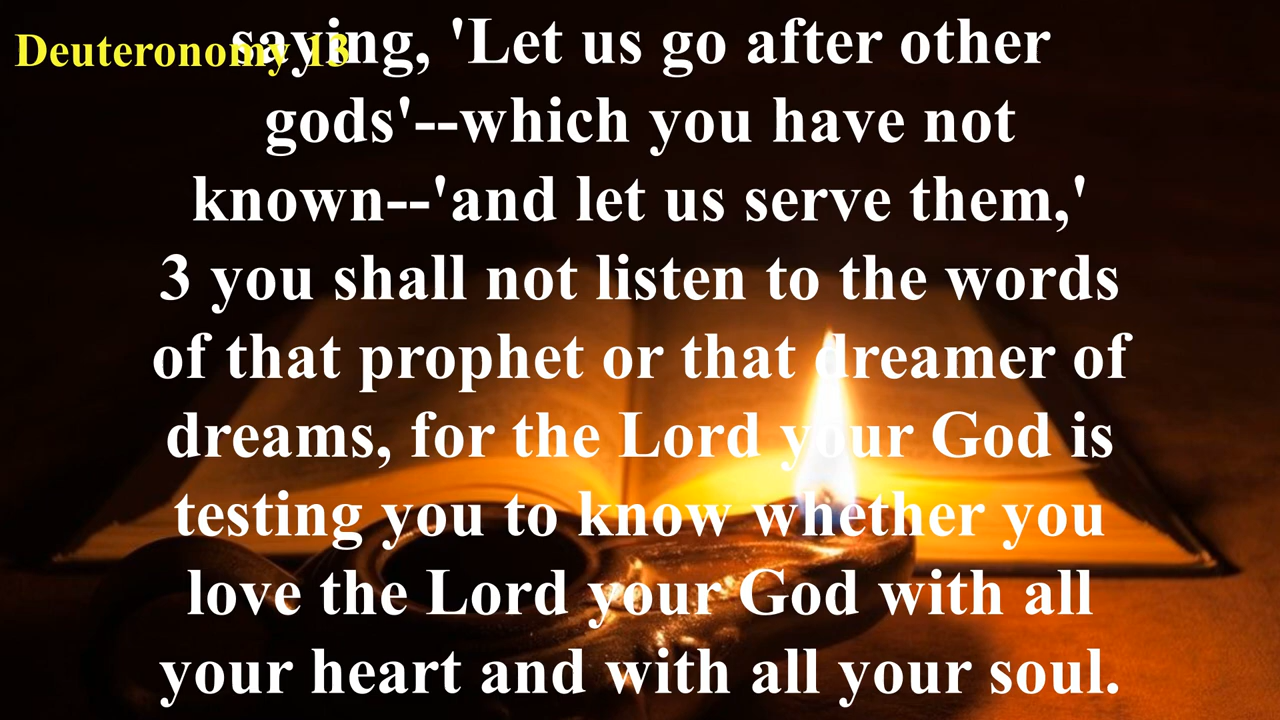 Deuteronomy 13
saying, 'Let us go after other
gods'--which you have not
known--'and let us serve them,'
3 you shall not listen to the words
of that prophet or that dreamer of
dreams, for the Lord your God is
testing you to know whether you
love the Lord your God with all
your heart and with all your soul.